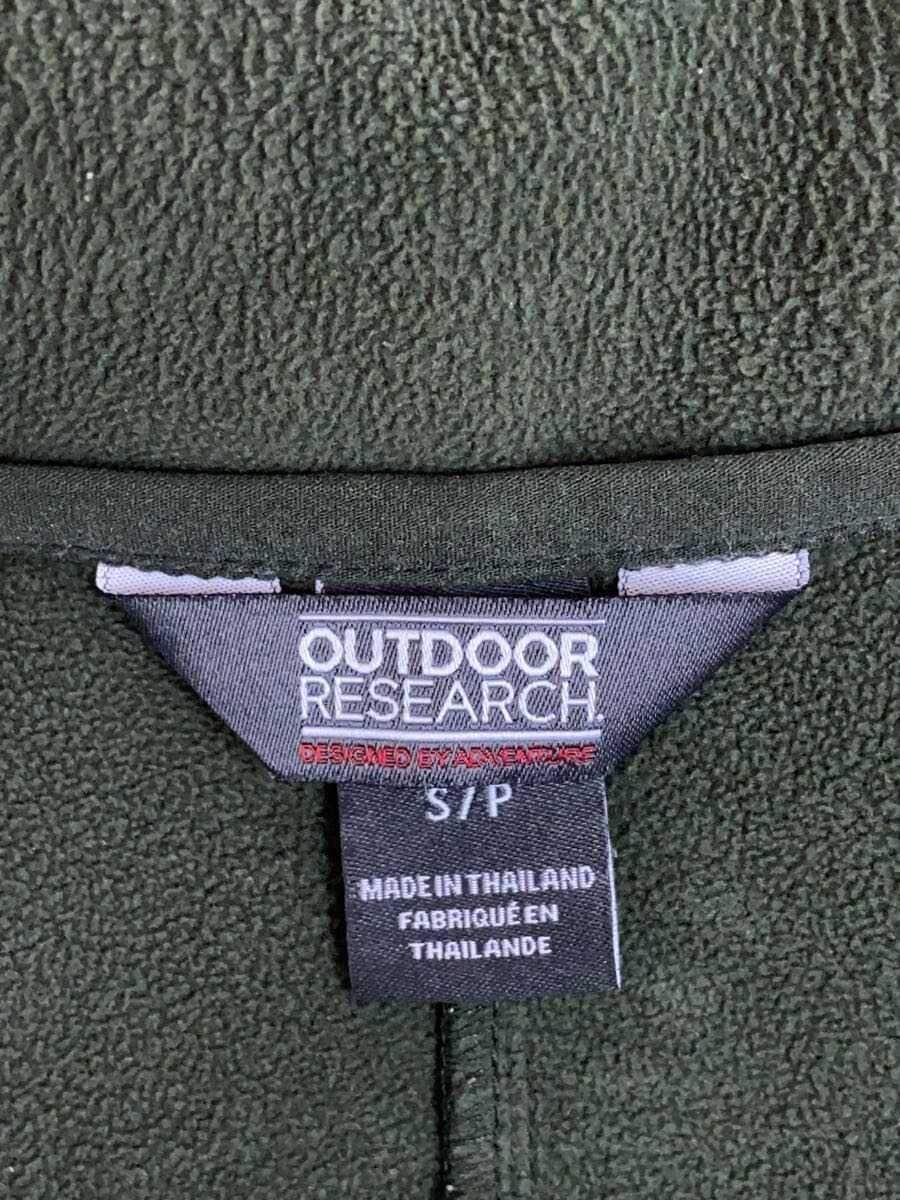 OUTDOOR
RESEARCH.
DESIGNED BY ADVENTURE
S/P
MADE IN THAILAND
FABRIQUÉ EN
THAILANDE